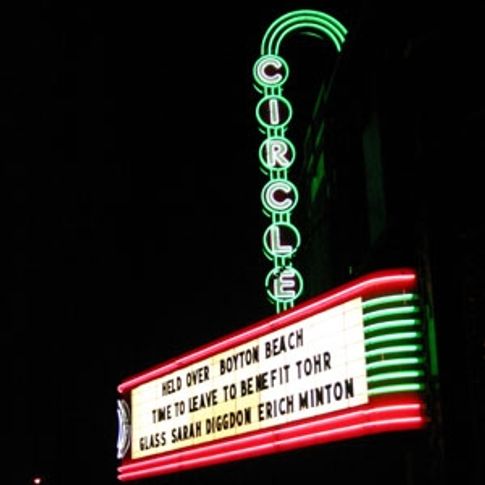 CIRCLE
HELD OVER BOYTON BEACH
TIME TO LEAVE TO BENEFIT TOHR
GLASS SARAH DIGGDON ERICH MINTON